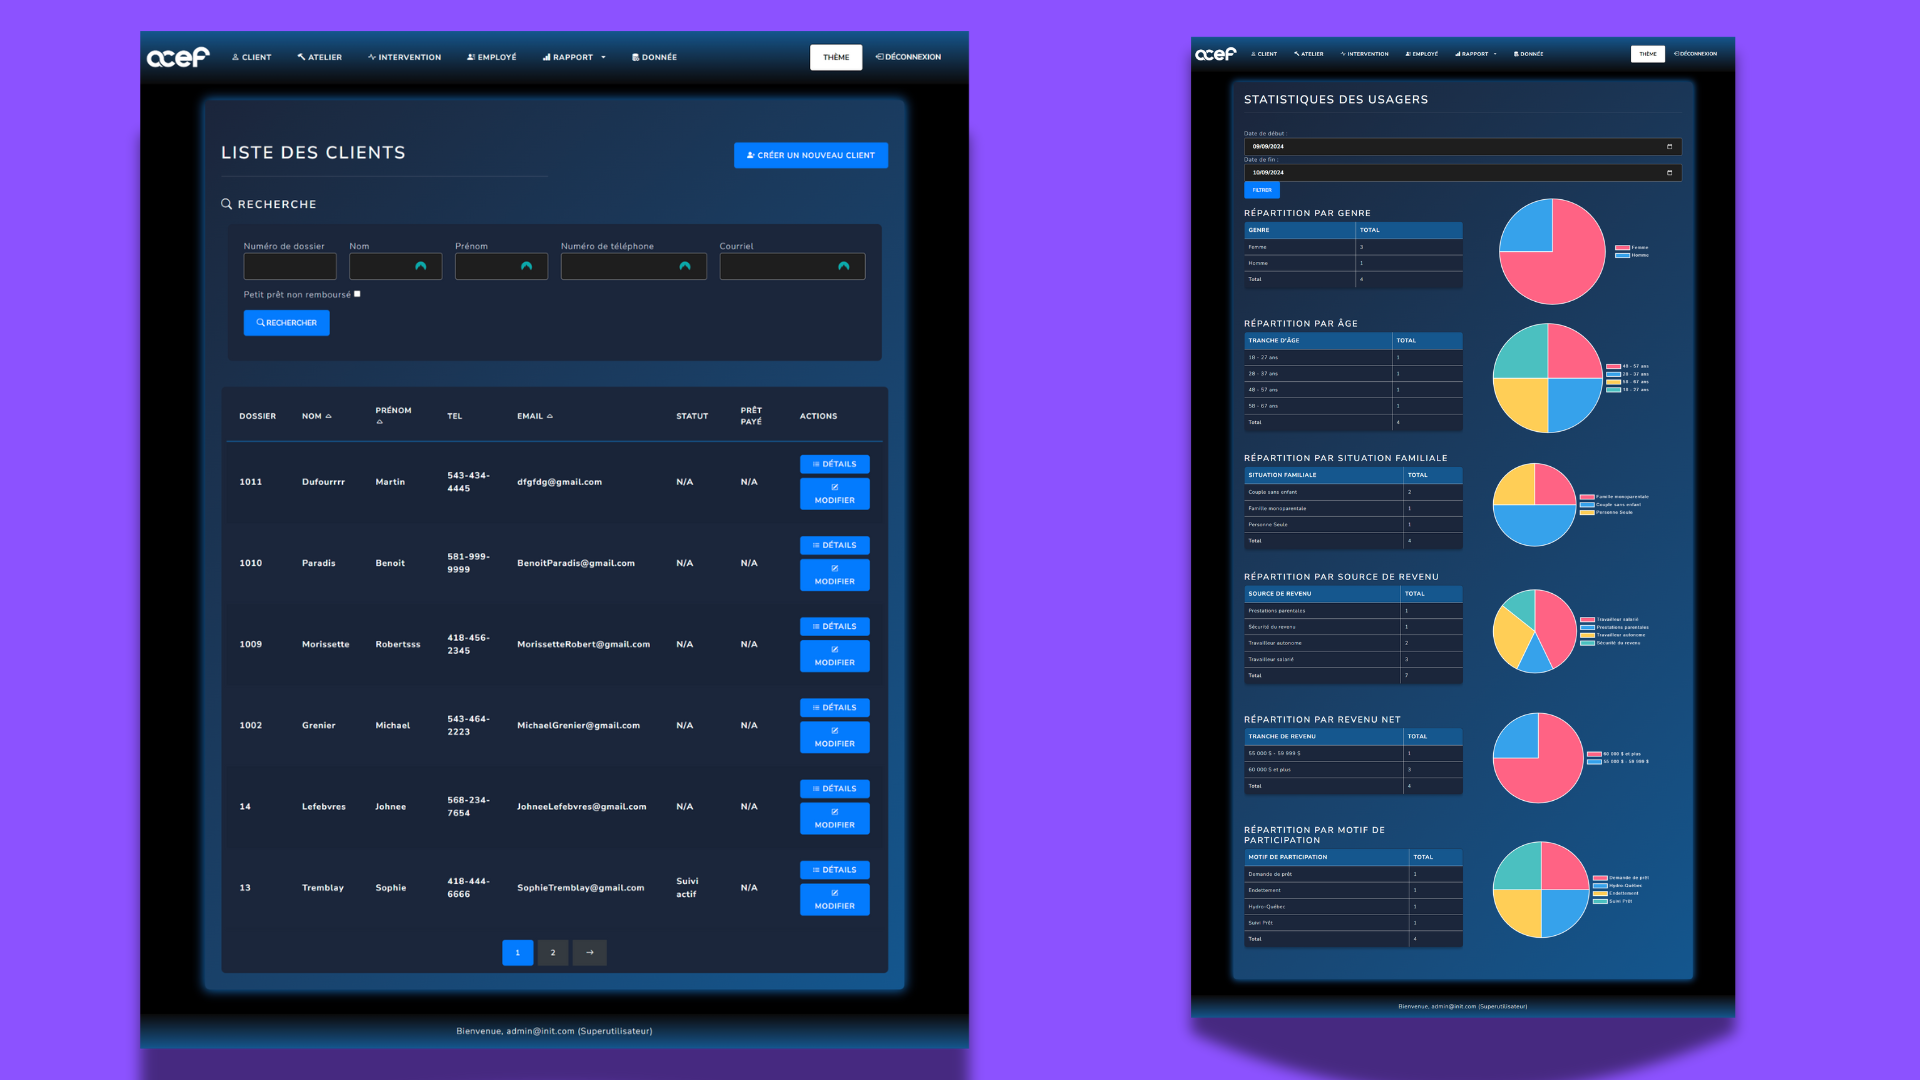 acef CLIENT ATELIER INTERVENTION EMPLOYÉ RAPPORT DONNÉE THÈME DÉCONNEXION
LISTE DES CLIENTS
CRÉER UN NOUVEAU CLIENT
RECHERCHE
Numéro de dossier Nom Prénom Numéro de téléphone Courriel
Petit prêt non remboursé
RECHERCHER
DOSSIER NOM PRÉNOM TEL EMAIL STATUT PRÊT PAYÉ ACTIONS
1011 Dufourrrr Martin 543-434-4445 dfgfdg@gmail.com N/A N/A DÉTAILS MODIFIER
1010 Paradis Benoit 581-999-9999 BenoitParadis@gmail.com N/A N/A DÉTAILS MODIFIER
1009 Morissette Robertsss 418-456-2345 MorissetteRobert@gmail.com N/A N/A DÉTAILS MODIFIER
1002 Grenier Michael 543-464-2223 MichaelGrenier@gmail.com N/A N/A DÉTAILS MODIFIER
14 Lefebvres Johnee 568-234-7654 JohneeLefebvres@gmail.com N/A N/A DÉTAILS MODIFIER
13 Tremblay Sophie 418-444-6666 SophieTremblay@gmail.com Suivi actif N/A DÉTAILS MODIFIER
1 2 →
Bienvenue, admin@init.com (Superutilisateur)
acef CLIENT ATELIER INTERVENTION EMPLOYÉ RAPPORT DONNÉE THÈME DÉCONNEXION
STATISTIQUES DES USAGERS
Date de début :
09/09/2024
Date de fin :
10/09/2024
FILTRER
RÉPARTITION PAR GENRE
GENRE TOTAL
Femme 3
Homme 1
Total 4
Femme
Homme
RÉPARTITION PAR ÂGE
TRANCHE D'ÂGE TOTAL
18 - 27 ans 1
28 - 37 ans 1
48 - 57 ans 1
58 - 67 ans 1
Total 4
48 - 57 ans
28 - 37 ans
58 - 67 ans
18 - 27 ans
RÉPARTITION PAR SITUATION FAMILIALE
SITUATION FAMILIALE TOTAL
Couple sans enfant 2
Famille monoparentale 1
Personne Seule 1
Total 4
Famille monoparentale
Couple sans enfant
Personne Seule
RÉPARTITION PAR SOURCE DE REVENU
SOURCE DE REVENU TOTAL
Prestations parentales 1
Sécurité du revenu 1
Travailleur autonome 2
Travailleur salarié 3
Total 7
Travailleur salarié
Prestations parentales
Travailleur autonome
Sécurité du revenu
RÉPARTITION PAR REVENU NET
TRANCHE DE REVENU TOTAL
55 000 $ - 59 999 $ 1
60 000 $ et plus 3
Total 4
60 000 $ et plus
55 000 $ - 59 999 $
RÉPARTITION PAR MOTIF DE
PARTICIPATION
MOTIF DE PARTICIPATION TOTAL
Demande de prêt 1
Endettement 1
Hydro-Québec 1
Suivi Prêt 1
Total 4
Demande de prêt
Hydro-Québec
Endettement
Suivi Prêt
Bienvenue, admin@init.com (Superutilisateur)